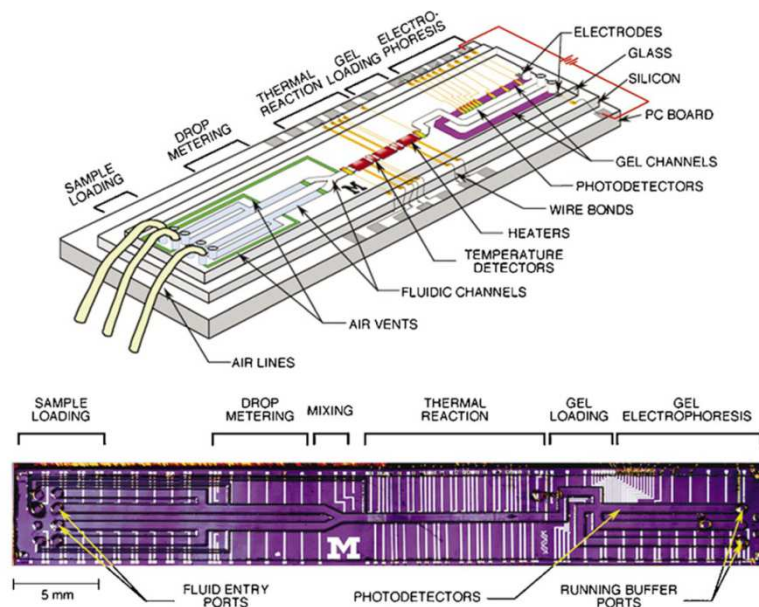 SAMPLE
LOADING
DROP
METERING
THERMAL
REACTION
GEL
LOADING
ELECTRO-
PHORESIS
ELECTRODES
GLASS
SILICON
PC BOARD
GEL CHANNELS
PHOTODETECTORS
WIRE BONDS
HEATERS
TEMPERATURE
DETECTORS
FLUIDIC CHANNELS
AIR VENTS
AIR LINES
M
SAMPLE
LOADING
DROP
METERING
MIXING
THERMAL
REACTION
GEL
LOADING
GEL
ELECTROPHORESIS
M
5 mm
FLUID ENTRY
PORTS
PHOTODETECTORS
RUNNING BUFFER
PORTS